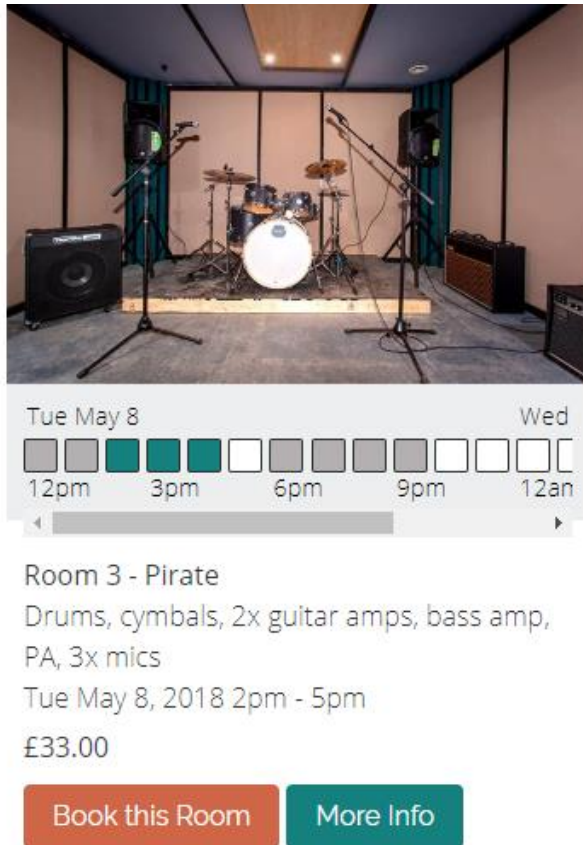 Tue May 8 Wed
12pm 3pm 6pm 9pm 12am
Room 3 - Pirate
Drums, cymbals, 2x guitar amps, bass amp,
PA, 3x mics
Tue May 8, 2018 2pm - 5pm
£33.00
Book this Room More Info